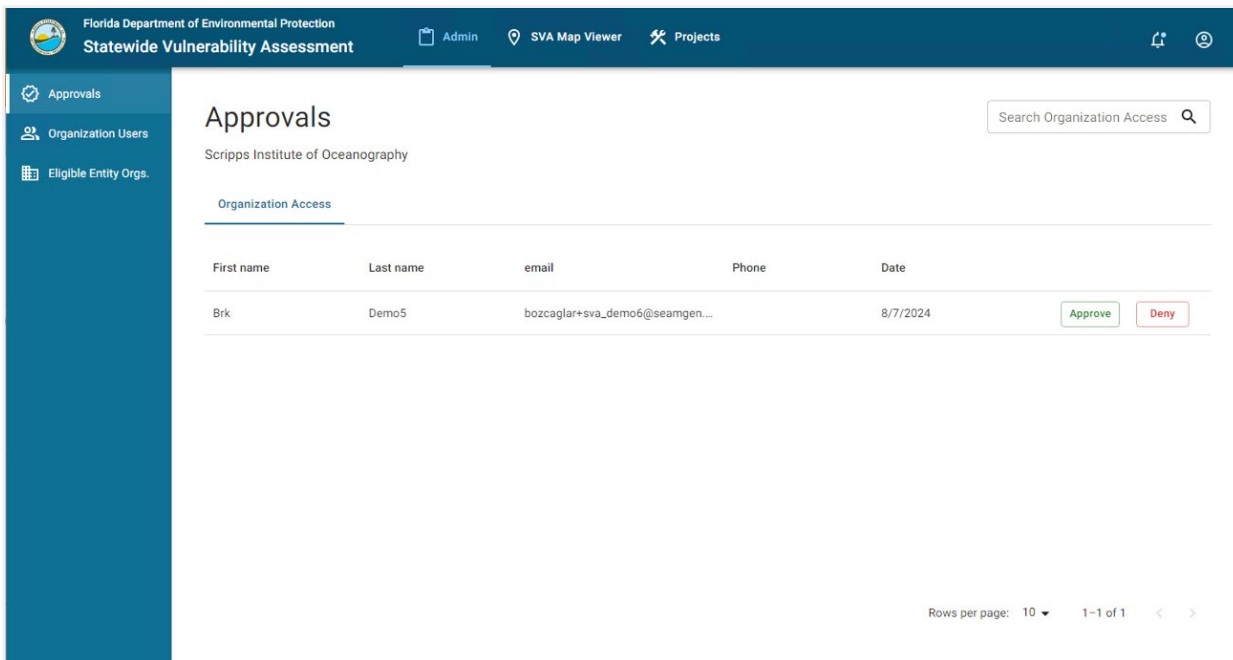 Florida Department of Environmental Protection
Statewide Vulnerability Assessment
Admin SVA Map Viewer Projects
Approvals
Organization Users
Eligible Entity Orgs.
Approvals
Search Organization Access
Scripps Institute of Oceanography
Organization Access
First name Last name email Phone Date
Brk Demo5 bozcaglar+sva_demo6@seamgen.... 8/7/2024 Approve Deny
Rows per page: 10 1–1 of 1